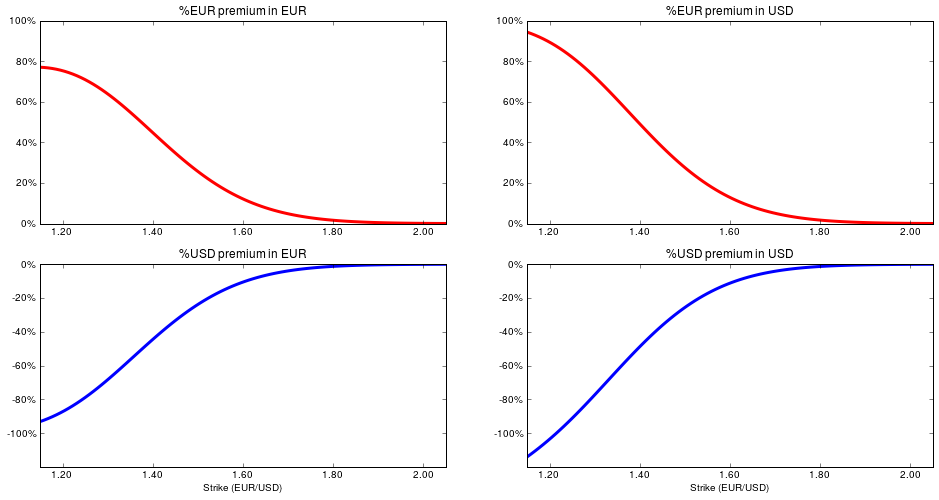 %EUR premium in EUR
100%
80%
60%
40%
20%
0%
1.20 1.40 1.60 1.80 2.00
%EUR premium in USD
100%
80%
60%
40%
20%
0%
1.20 1.40 1.60 1.80 2.00
%USD premium in EUR
0%
-20%
-40%
-60%
-80%
-100%
1.20 1.40 1.60 1.80 2.00
Strike (EUR/USD)
%USD premium in USD
0%
-20%
-40%
-60%
-80%
-100%
1.20 1.40 1.60 1.80 2.00
Strike (EUR/USD)